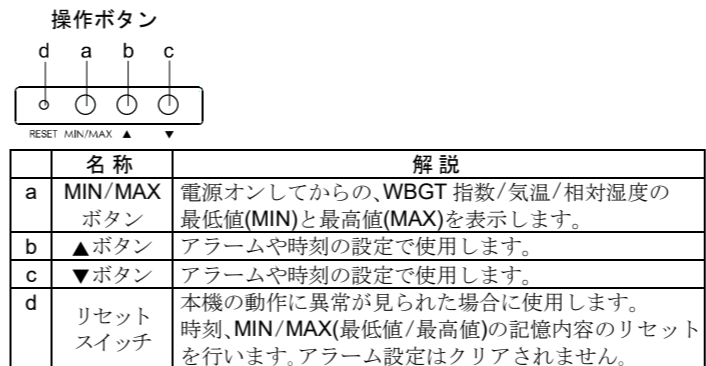 操作ボタン
d a b c
RESET MIN/MAX ▲ ▼
名 称 解 説
a MIN/MAX ボタン 電源オンしてからの、WBGT 指数/気温/相対湿度の
最低値(MIN)と最高値(MAX)を表示します。
b ▲ボタン アラームや時刻の設定で使用します。
c ▼ボタン アラームや時刻の設定で使用します。
d リセット スイッチ 本機の動作に異常が見られた場合に使用します。
時刻、MIN/MAX(最低値/最高値)の記憶内容のリセット
を行います。アラーム設定はクリアされません。